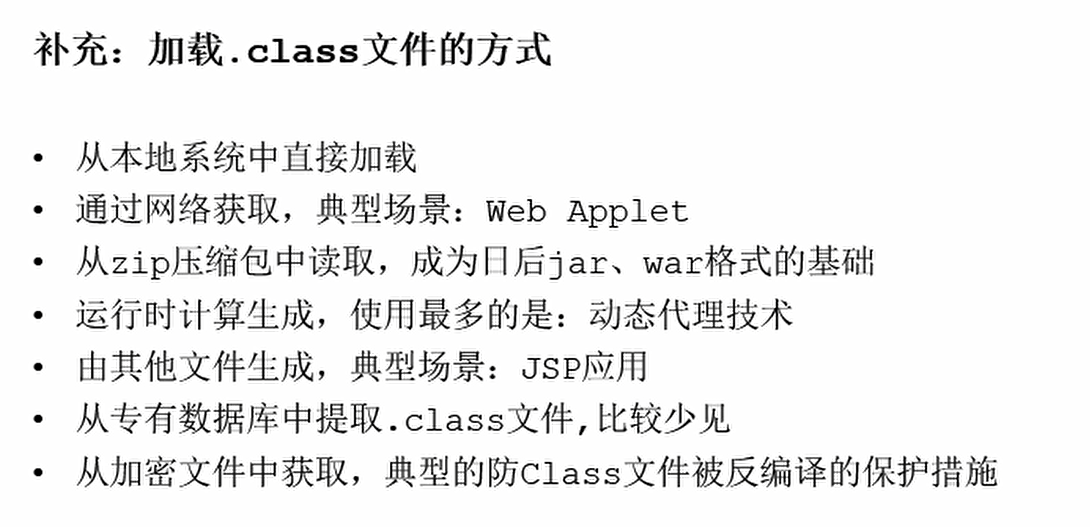 补充：加载.class文件的方式
• 从本地系统中直接加载
• 通过网络获取，典型场景：Web Applet
• 从zip压缩包中读取，成为日后jar、war格式的基础
• 运行时计算生成，使用最多的是：动态代理技术
• 由其他文件生成，典型场景：JSP应用
• 从专有数据库中提取.class文件,比较少见
• 从加密文件中获取，典型的防Class文件被反编译的保护措施